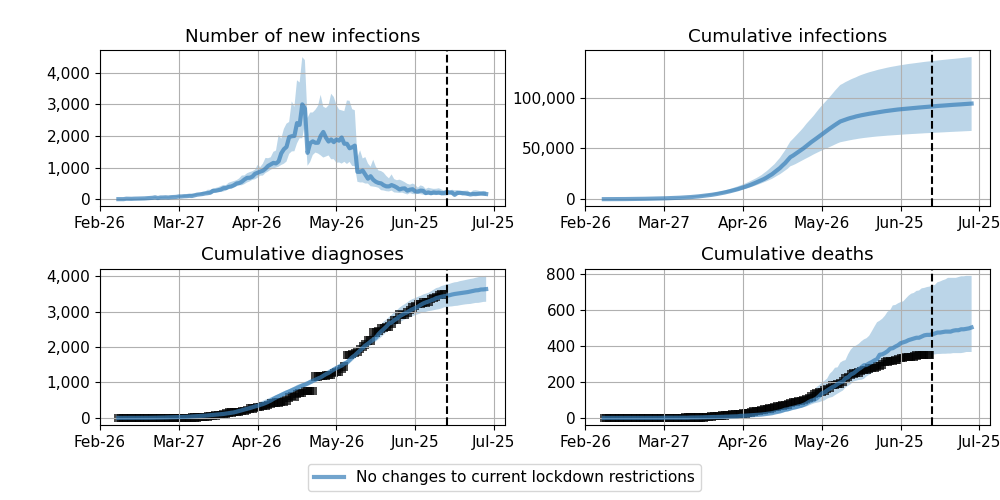 Number of new infections
4,000
3,000
2,000
1,000
0
Feb-26 Mar-27 Apr-26 May-26 Jun-25 Jul-25
Cumulative infections
100,000
50,000
0
Feb-26 Mar-27 Apr-26 May-26 Jun-25 Jul-25
Cumulative diagnoses
4,000
3,000
2,000
1,000
0
Feb-26 Mar-27 Apr-26 May-26 Jun-25 Jul-25
Cumulative deaths
800
600
400
200
0
Feb-26 Mar-27 Apr-26 May-26 Jun-25 Jul-25
No changes to current lockdown restrictions